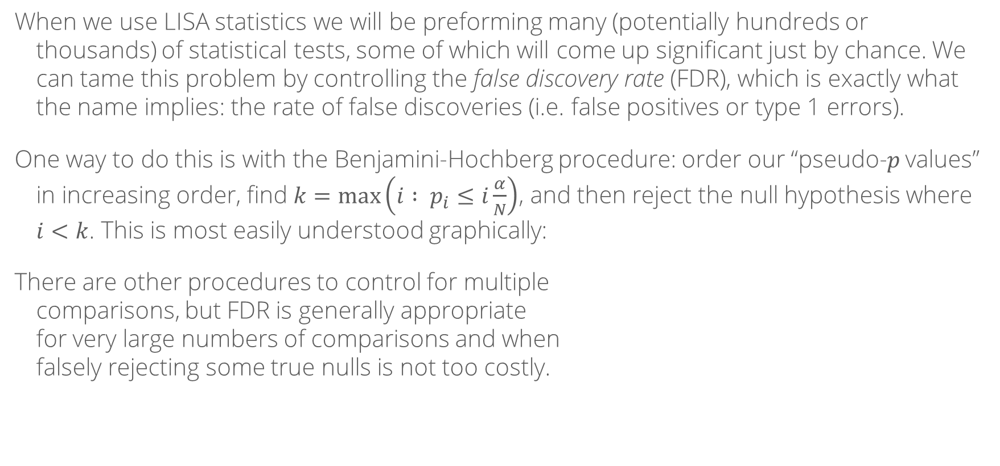 When we use LISA statistics we will be preforming many (potentially hundreds or
thousands) of statistical tests, some of which will come up significant just by chance. We
can tame this problem by controlling the false discovery rate (FDR), which is exactly what
the name implies: the rate of false discoveries (i.e. false positives or type 1 errors).
One way to do this is with the Benjamini-Hochberg procedure: order our “pseudo-p values”
in increasing order, find k = max(i : p_i ≤ i α/N), and then reject the null hypothesis where
i < k. This is most easily understood graphically:
There are other procedures to control for multiple
comparisons, but FDR is generally appropriate
for very large numbers of comparisons and when
falsely rejecting some true nulls is not too costly.